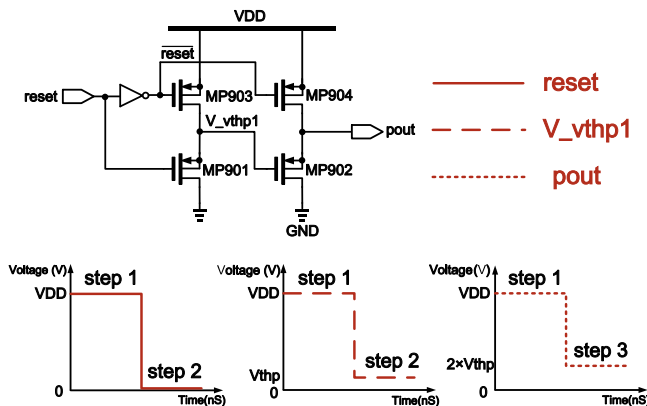 VDD
reset
reset
MP903
MP904
V_vthp1
pout
MP901
MP902
GND
reset
V_vthp1
pout
Voltage (V)
step 1
VDD
step 2
0
Time(nS)
Voltage (V)
step 1
VDD
step 2
Vthp
0
Time(nS)
Voltage(V)
step 1
VDD
step 3
2×Vthp
0
Time(nS)